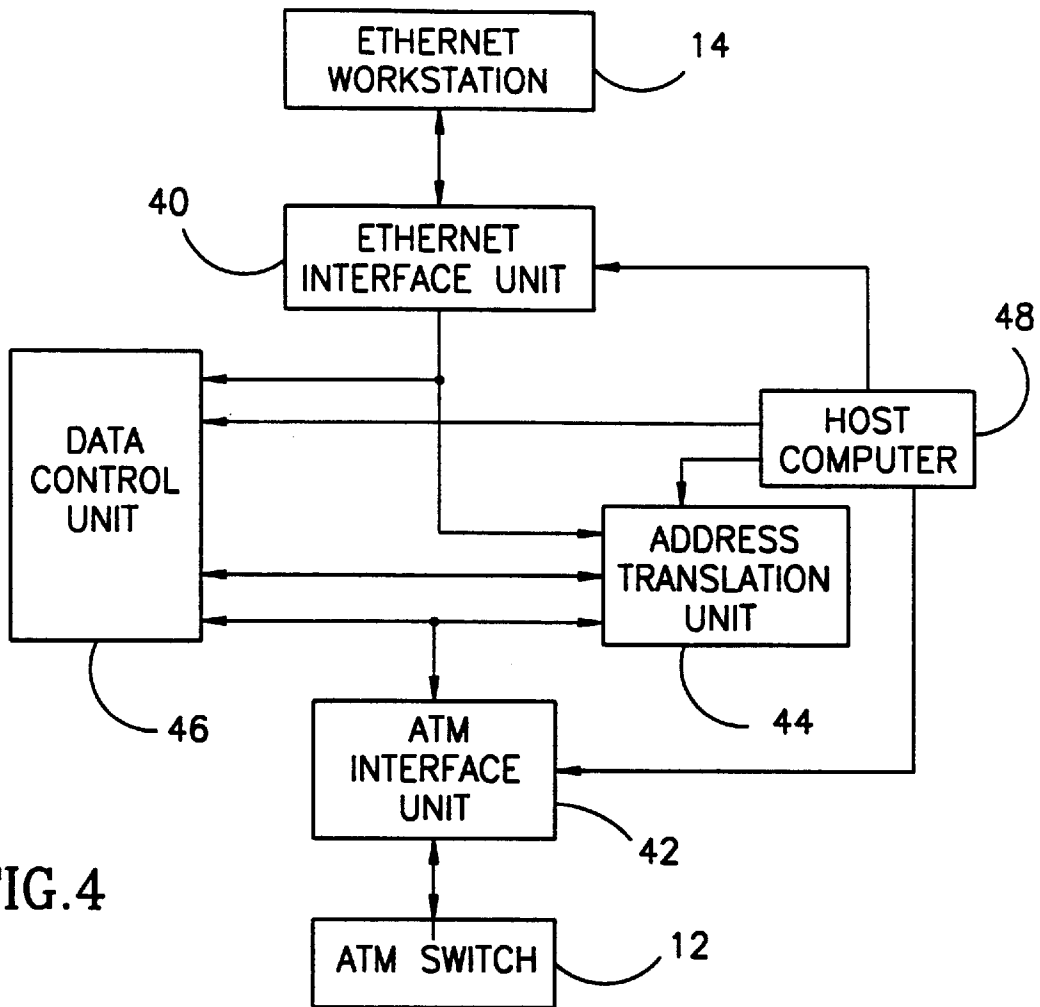 ETHERNET
WORKSTATION
14
40
ETHERNET
INTERFACE UNIT
48
HOST
COMPUTER
DATA
CONTROL
UNIT
ADDRESS
TRANSLATION
UNIT
46
44
ATM
INTERFACE
UNIT
42
FIG.4
ATM SWITCH
12